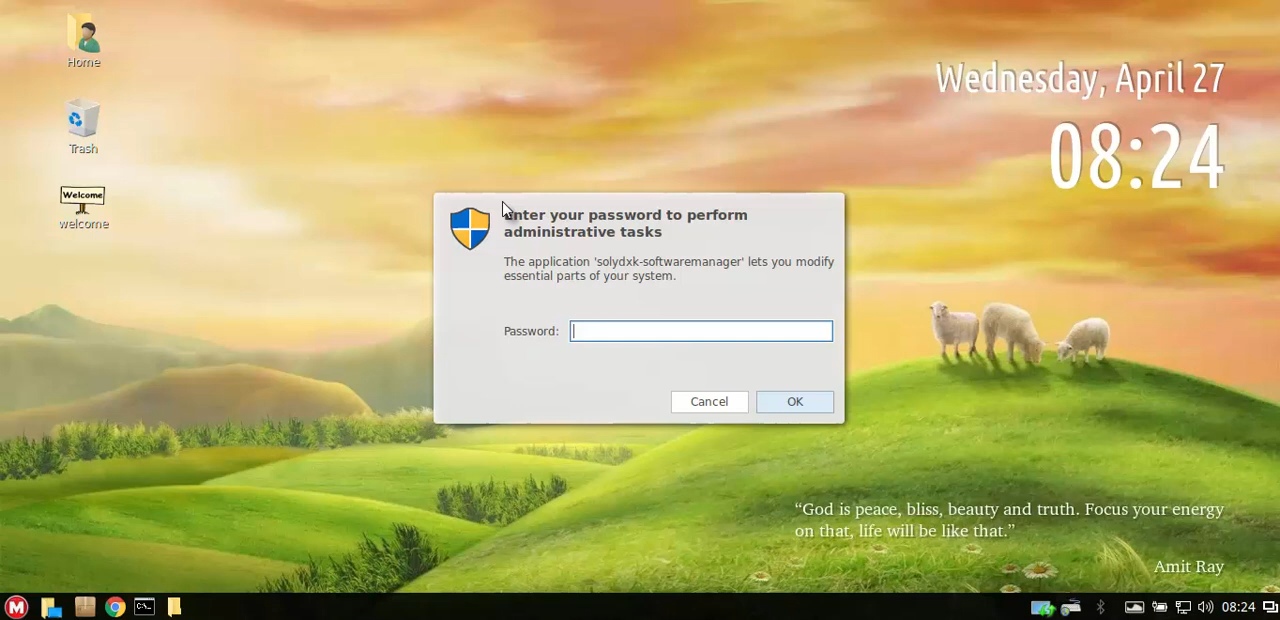 Home
Trash
Welcome
welcome
Wednesday, April 27
08:24
Enter your password to perform
administrative tasks
The application 'solydxk-softwaremanager' lets you modify
essential parts of your system.
Password:
Cancel
OK
“God is peace, bliss, beauty and truth. Focus your energy
on that, life will be like that.”
Amit Ray
M
08:24